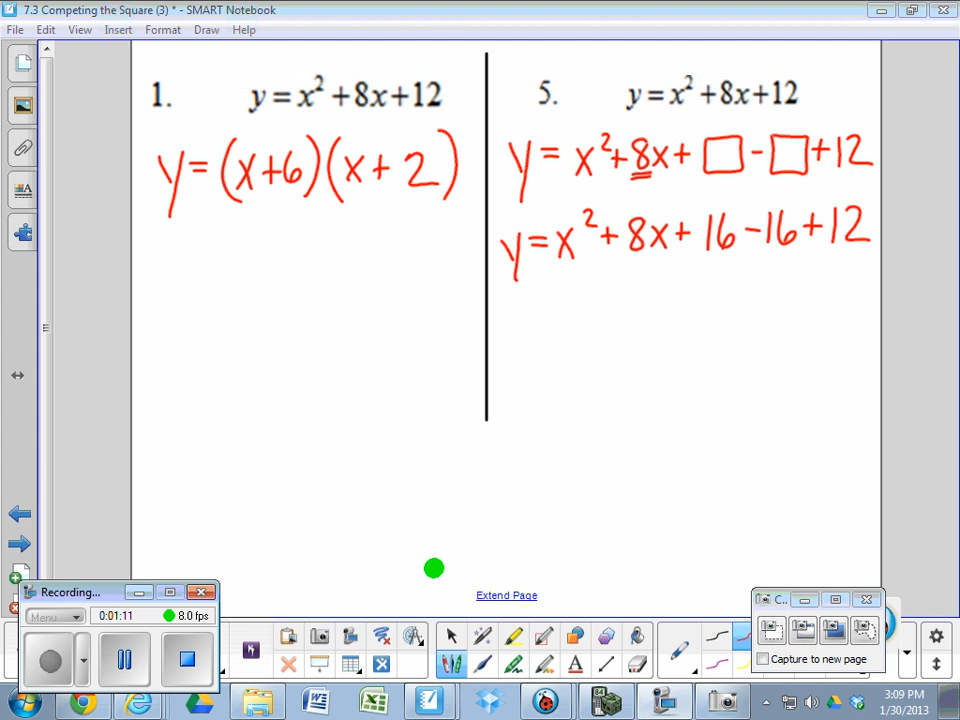 7.3 Competing the Square (3) * - SMART Notebook
File Edit View Insert Format Draw Help
1. y = x² + 8x + 12
y = (x+6)(x+2)
5. y = x² + 8x + 12
y = x² + 8x + □ - □ + 12
y = x² + 8x + 16 - 16 + 12
Extend Page
Recording...
Menu 0:01:11 8.0 fps
C...
Capture to new page
3:09 PM
1/30/2013